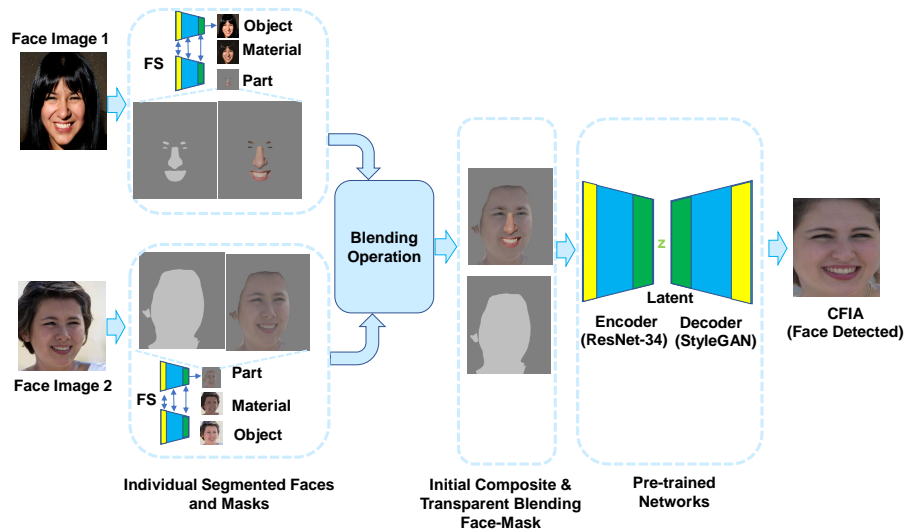 Face Image 1
FS
Object
Material
Part
Blending
Operation
Face Image 2
FS
Part
Material
Object
z
Latent
Encoder
(ResNet-34)
Decoder
(StyleGAN)
CFIA
(Face Detected)
Individual Segmented Faces
and Masks
Initial Composite &
Transparent Blending
Face-Mask
Pre-trained
Networks